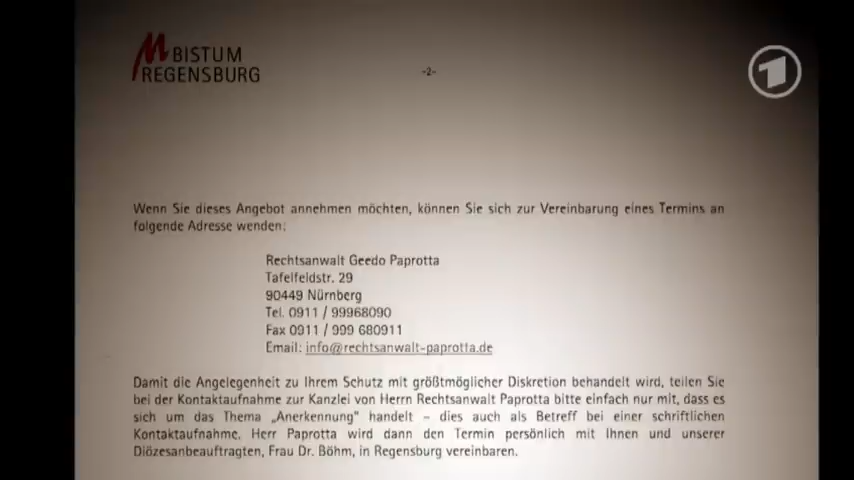 BISTUM
REGENSBURG
-2-
1
Wenn Sie dieses Angebot annehmen möchten, können Sie sich zur Vereinbarung eines Termins an
folgende Adresse wenden:
Rechtsanwalt Geedo Paprotta
Tafelfeldstr. 29
90449 Nürnberg
Tel. 0911 / 99968090
Fax 0911 / 999 680911
Email: info@rechtsanwalt-paprotta.de
Damit die Angelegenheit zu Ihrem Schutz mit größtmöglicher Diskretion behandelt wird, teilen Sie
bei der Kontaktaufnahme zur Kanzlei von Herrn Rechtsanwalt Paprotta bitte einfach nur mit, dass es
sich um das Thema „Anerkennung" handelt – dies auch als Betreff bei einer schriftlichen
Kontaktaufnahme. Herr Paprotta wird dann den Termin persönlich mit Ihnen und unserer
Diözesanbeauftragten, Frau Dr. Böhm, in Regensburg vereinbaren.